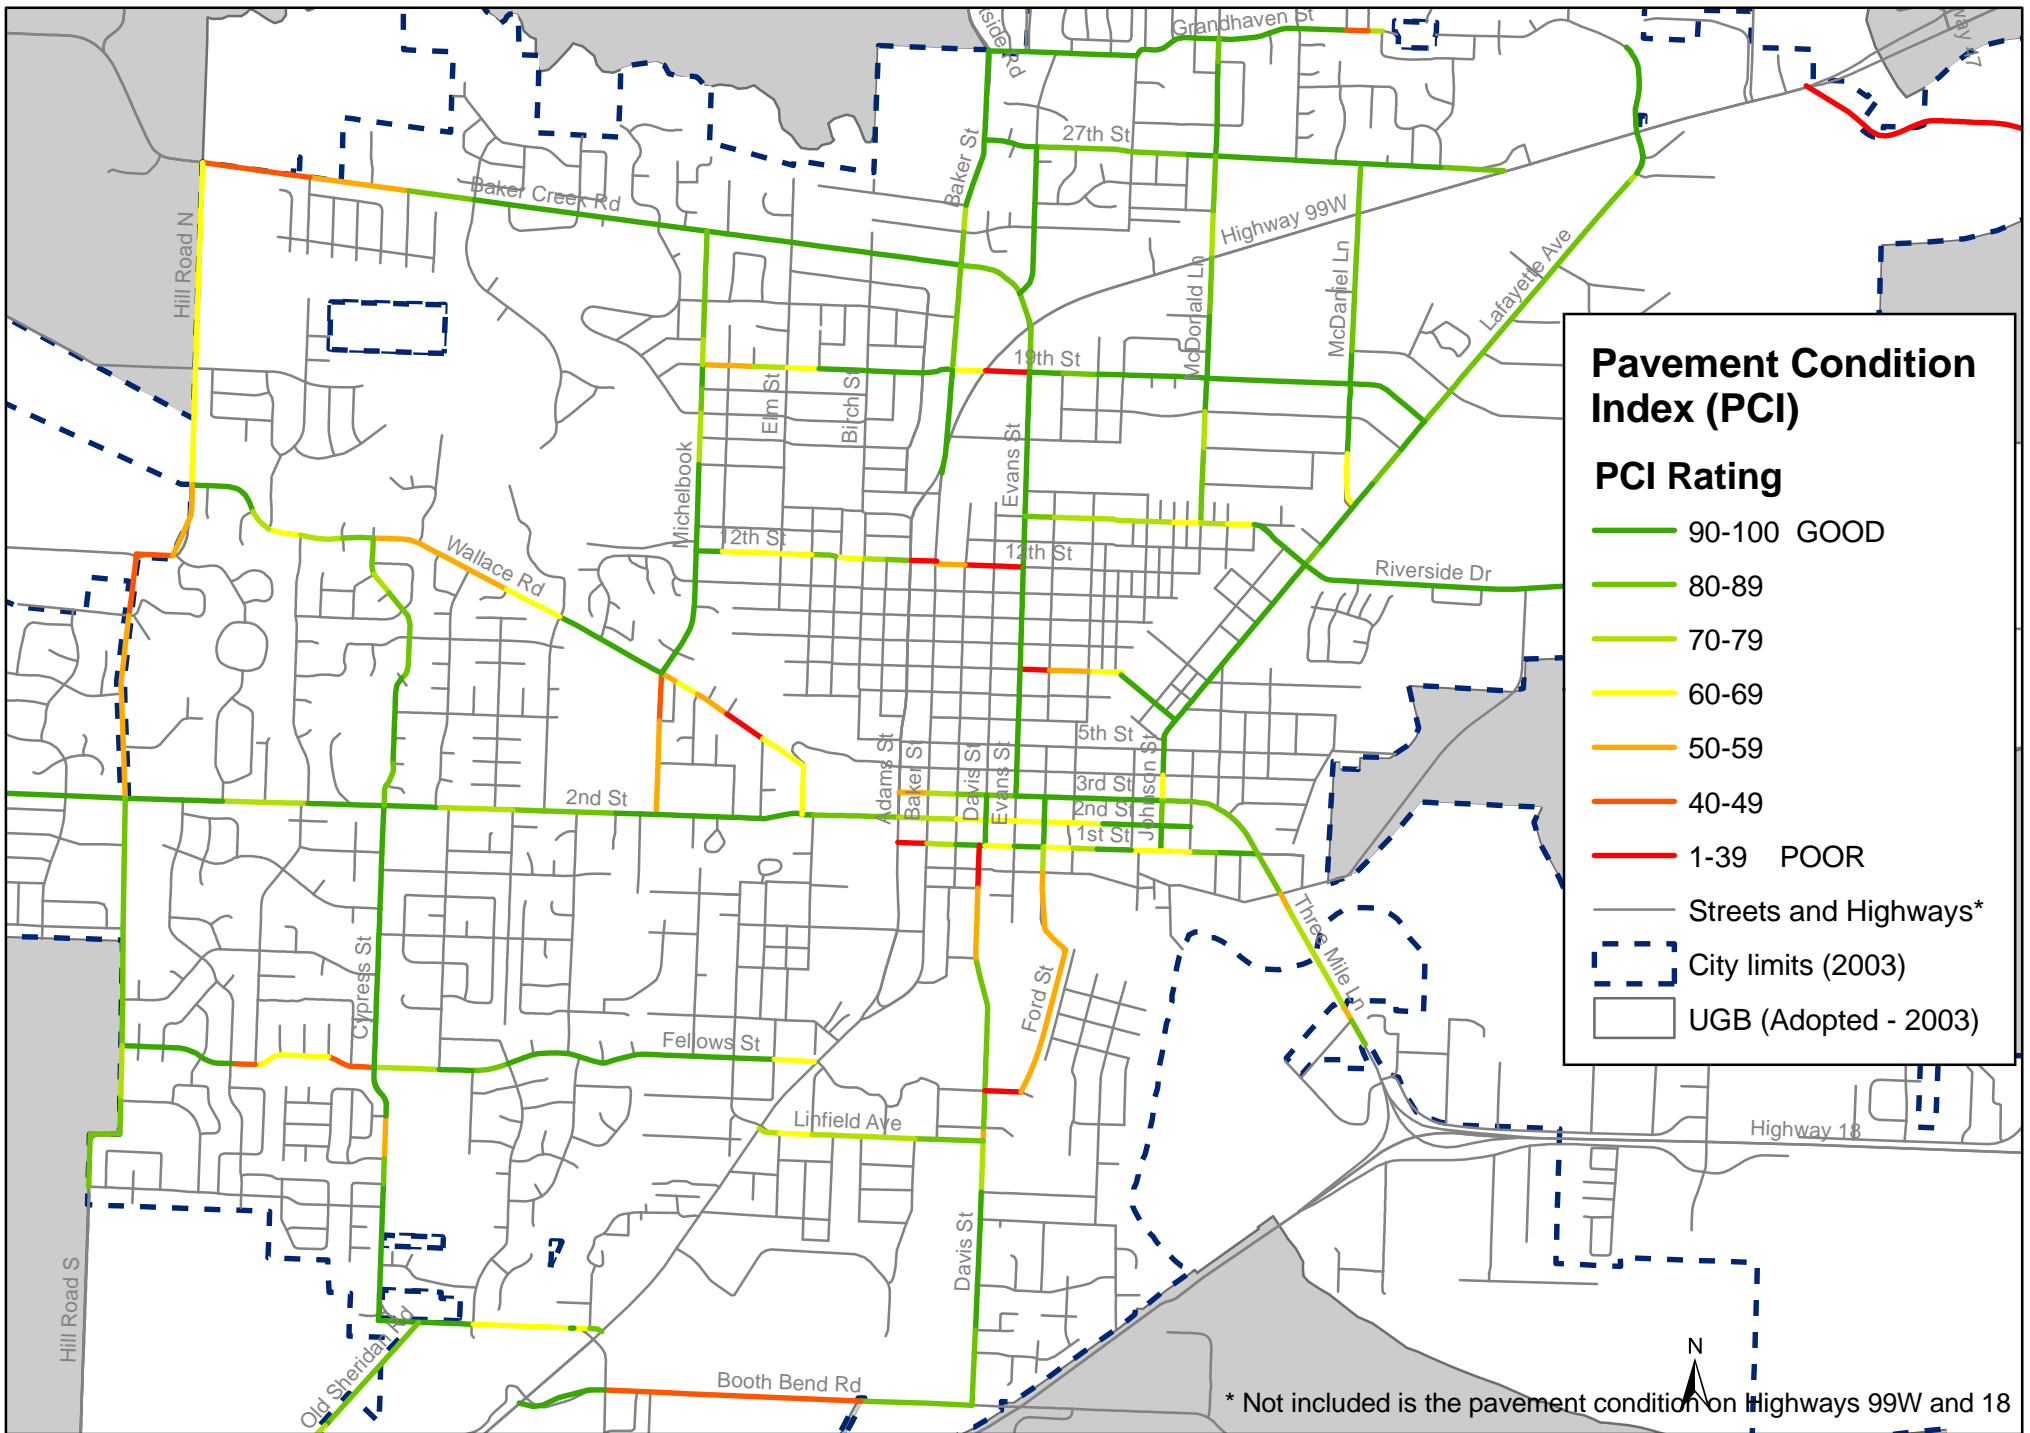 Grandhaven St
tside Rd
way 47
27th St
Baker St
Baker Creek Rd
Hill Road N
Highway 99W
McDonald Ln
McDaniel Ln
Lafayette Ave
19th St
Elm St
Birch St
Michelbook
Evans St
12th St
12th St
Wallace Rd
Riverside Dr
5th St
Adams St
Baker St
Davis St
Evans St
Johnson St
3rd St
2nd St
2nd St
1st St
Three Mile Ln
Cypress St
Ford St
Fellows St
Linfield Ave
Highway 18
Davis St
Hill Road S
Old Sheridan Rd
Booth Bend Rd
Pavement Condition
Index (PCI)
PCI Rating
90-100 GOOD
80-89
70-79
60-69
50-59
40-49
1-39 POOR
Streets and Highways*
City limits (2003)
UGB (Adopted - 2003)
N
* Not included is the pavement condition on Highways 99W and 18